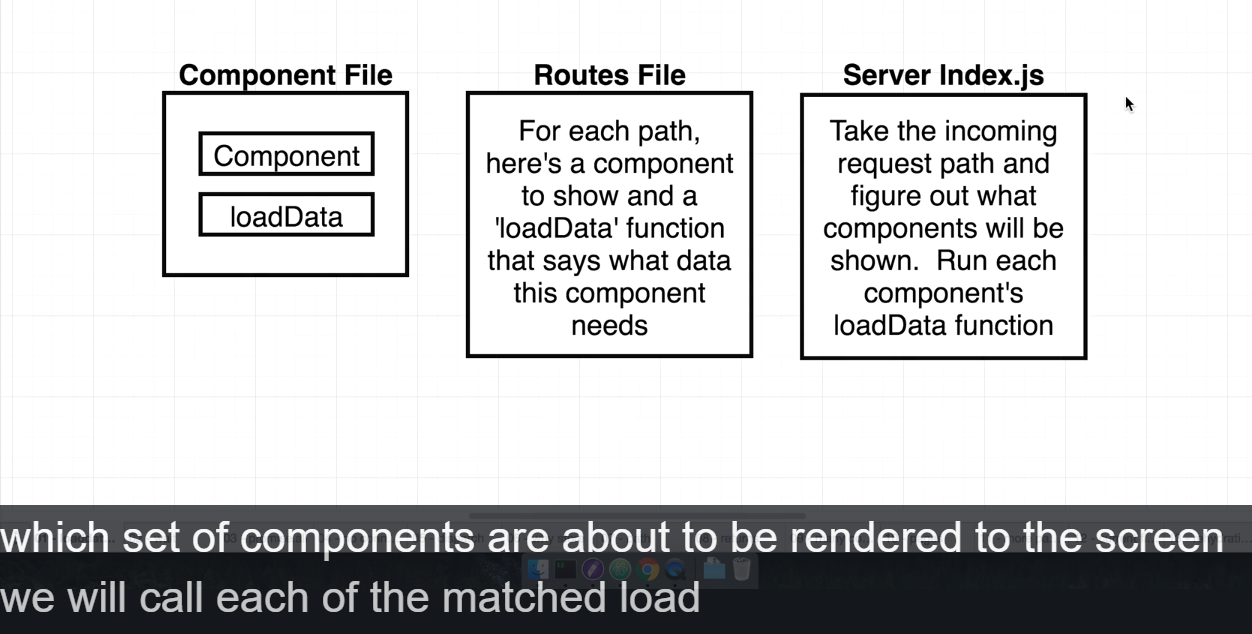 Component File
Component
loadData
Routes File
For each path,
here's a component
to show and a
'loadData' function
that says what data
this component
needs
Server Index.js
Take the incoming
request path and
figure out what
components will be
shown.  Run each
component's
loadData function
which set of components are about to be rendered to the screen
we will call each of the matched load